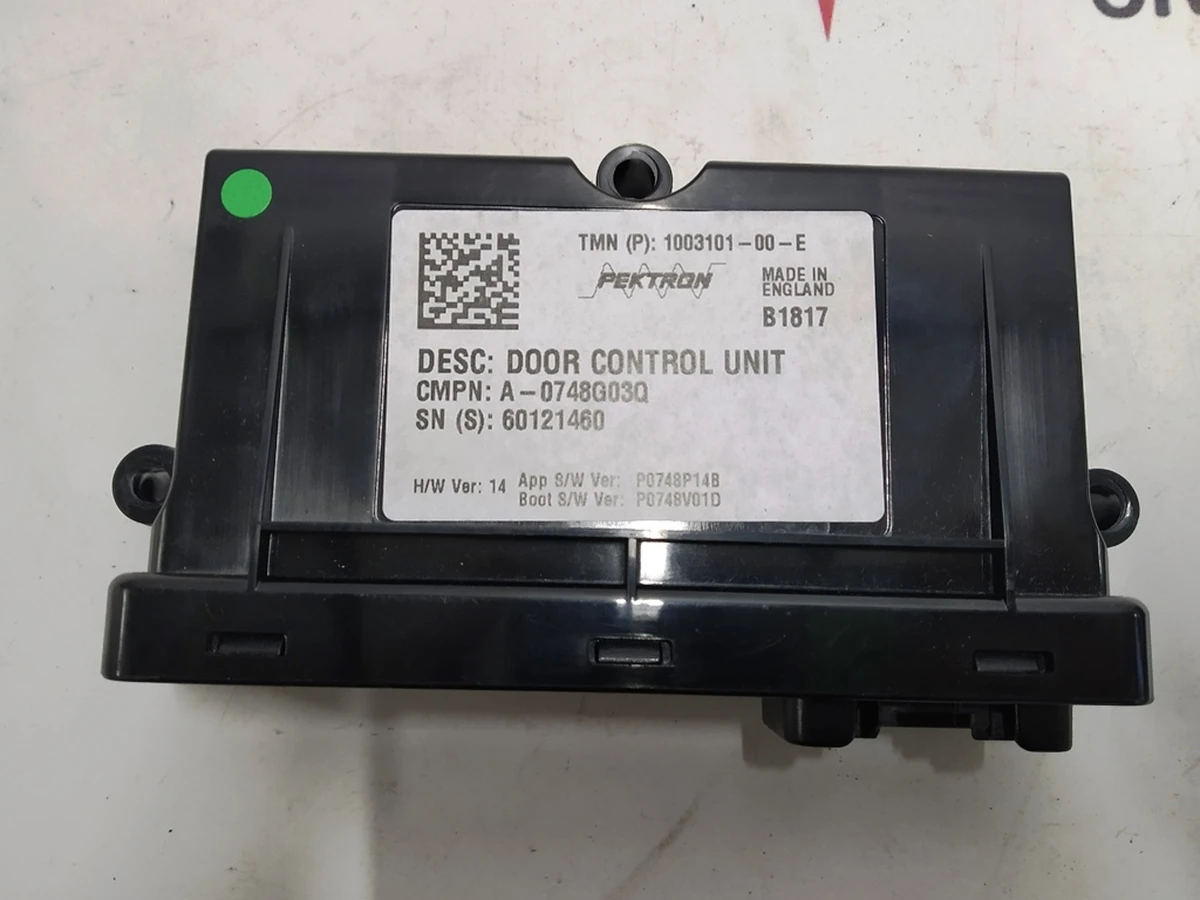 TMN (P): 1003101-00-E
PEKTRON
MADE IN
ENGLAND
B1817
DESC: DOOR CONTROL UNIT
CMPN: A-0748G03Q
SN (S): 60121460
H/W Ver: 14
App S/W Ver: P0748P14B
Boot S/W Ver: P0748V01D